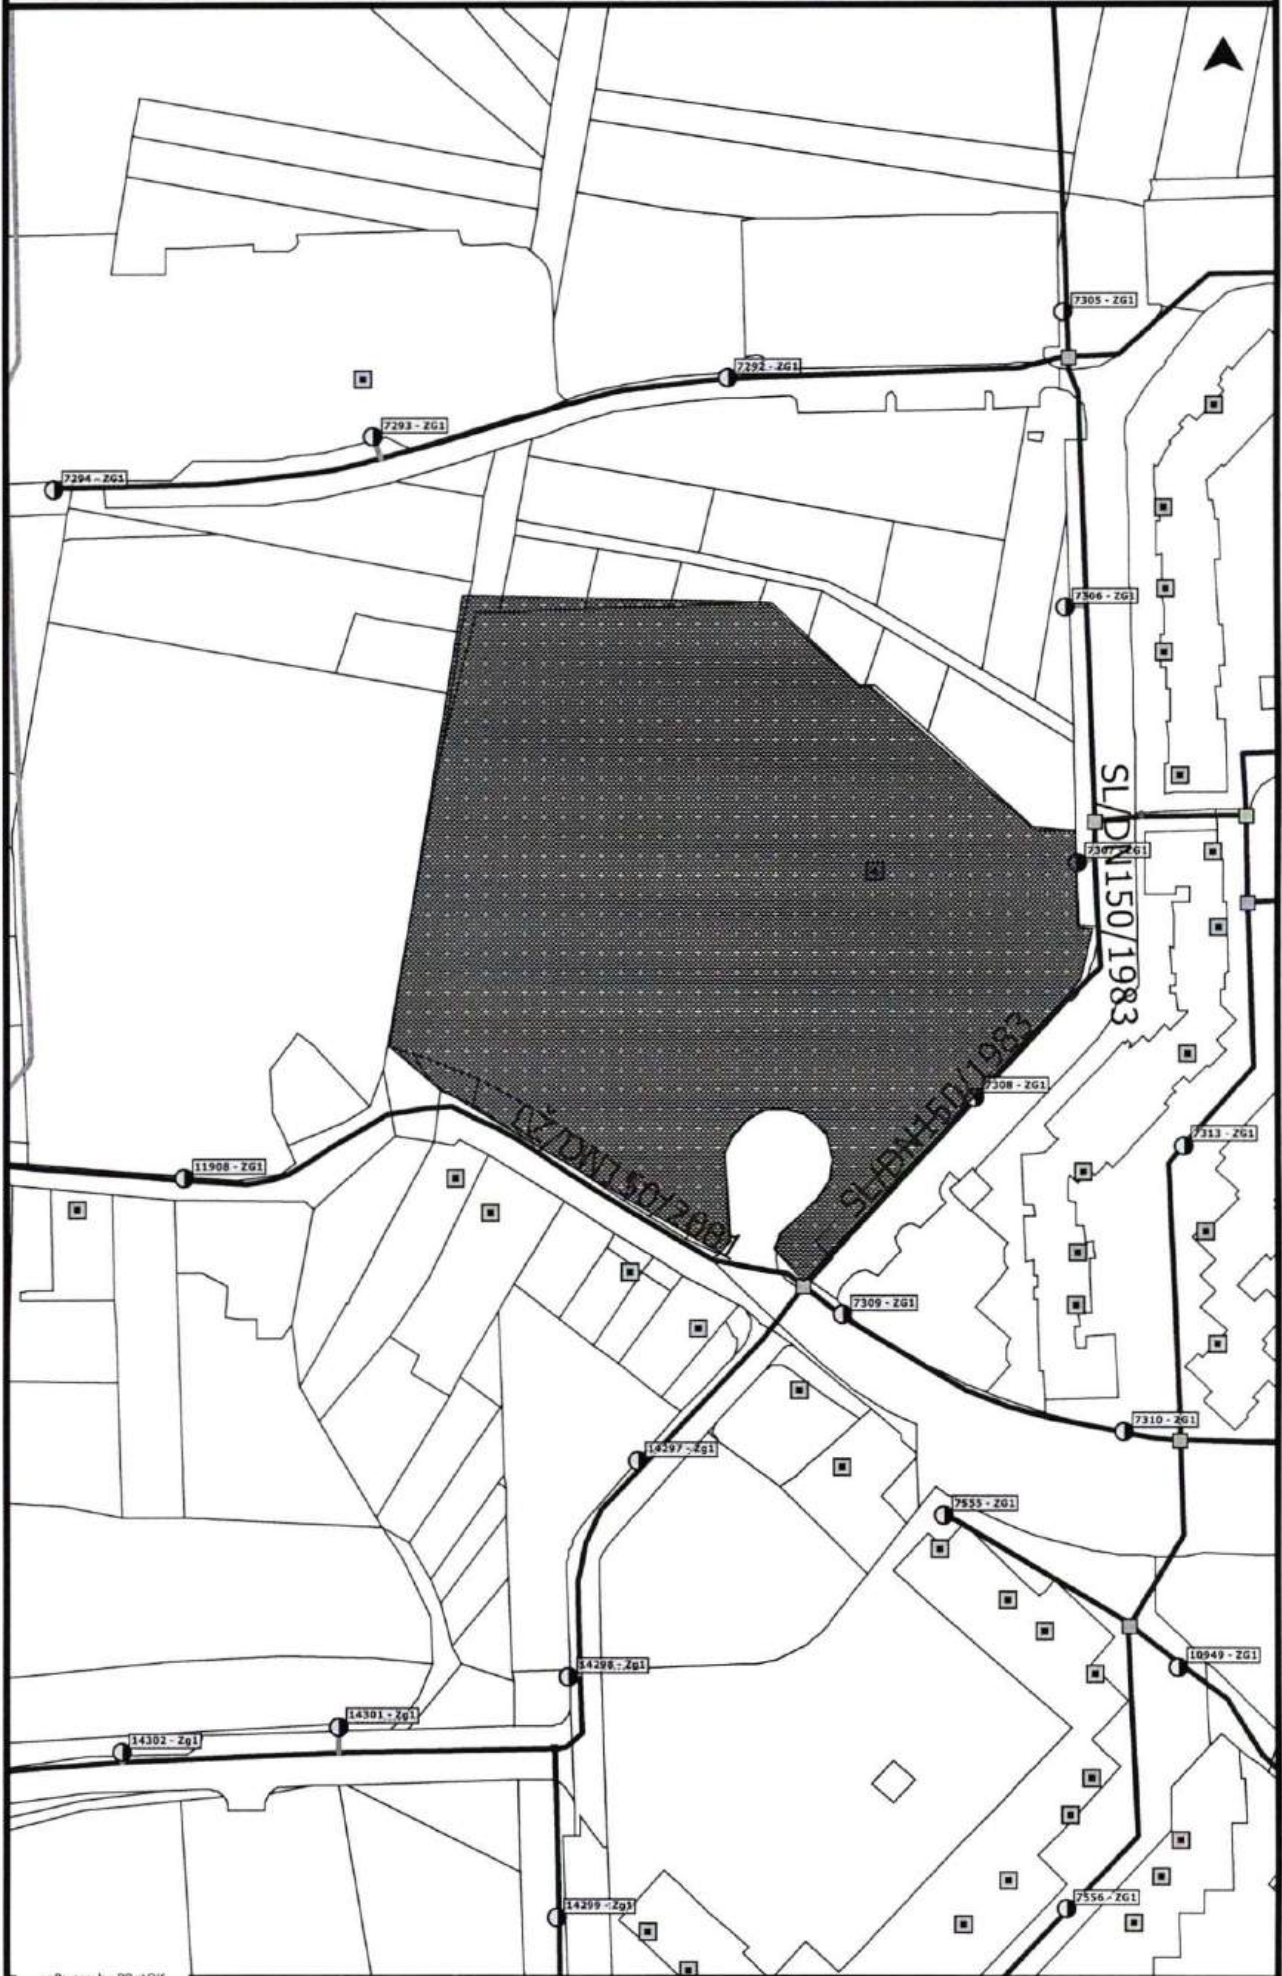 7305 - ZG1
7292 - ZG1
7293 - ZG1
7294 - ZG1
7306 - ZG1
SL/DN150/1983
7307 - ZG1
SL/DN150/1983
7308 - ZG1
7313 - ZG1
11908 - ZG1
/DN150/2001
7309 - ZG1
7310 - ZG1
14297 - Zg1
7555 - ZG1
14298 - Zg1
10949 - ZG1
14301 - Zg1
14302 - Zg1
14299 - Zg1
7556 - ZG1